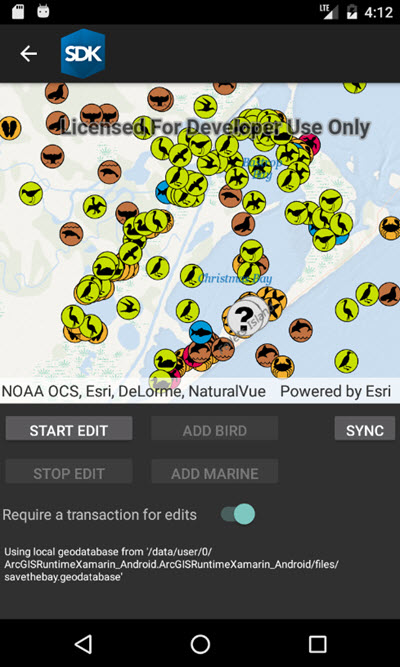 LTE 4:12
SDK
Licensed For Developer Use Only
Christmas Bay
?
NOAA OCS, Esri, DeLorme, NaturalVue Powered by Esri
START EDIT ADD BIRD SYNC
STOP EDIT ADD MARINE
Require a transaction for edits
Using local geodatabase from '/data/user/0/
ArcGISRuntimeXamarin_Android.ArcGISRuntimeXamarin_Android/files/
savethebay.geodatabase'